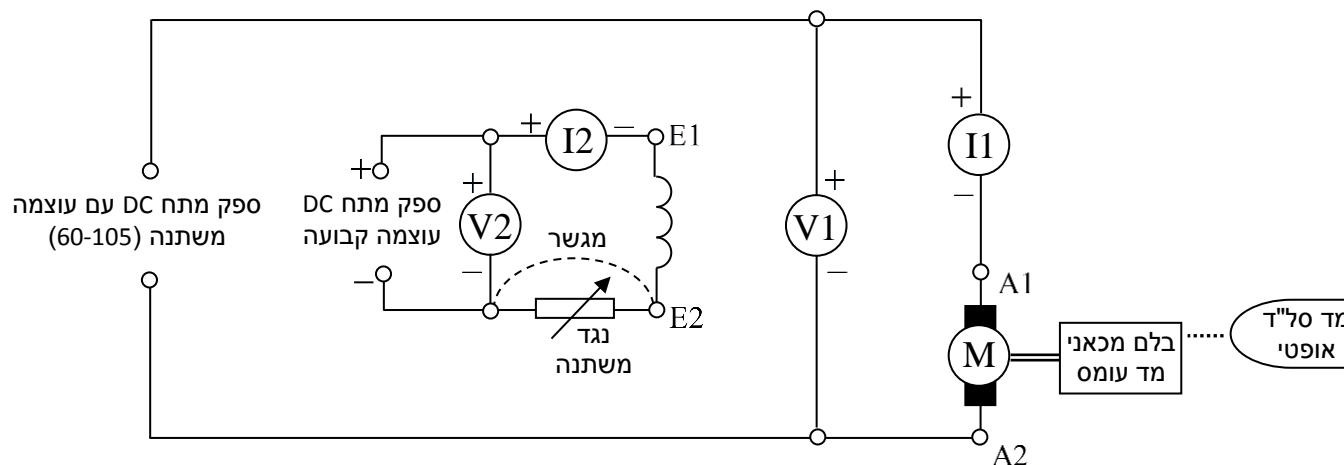 +
I1
−
+
I2
−
E1
+
ספק מתח DC
עוצמה קבועה
−
+
V2
−
ספק מתח DC עם עוצמה
משתנה (60-105)
מגשר
+
V1
−
E2
נגד
משתנה
A1
M
A2
בלם מכאני
מד עומס
מד סל"ד
אופטי